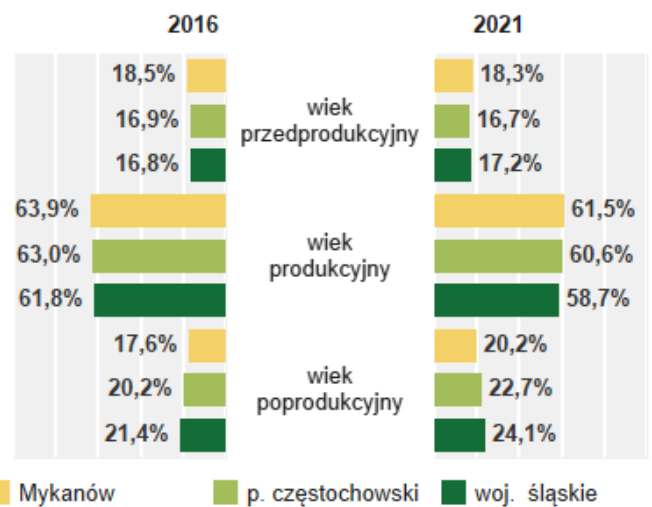 2016 2021
18,5% 18,3%
wiek
przedprodukcyjny
16,9% 16,7%
16,8% 17,2%
63,9% 61,5%
wiek
produkcyjny
63,0% 60,6%
61,8% 58,7%
17,6% 20,2%
wiek
poprodukcyjny
20,2% 22,7%
21,4% 24,1%
Mykanów p. częstochowski woj. śląskie